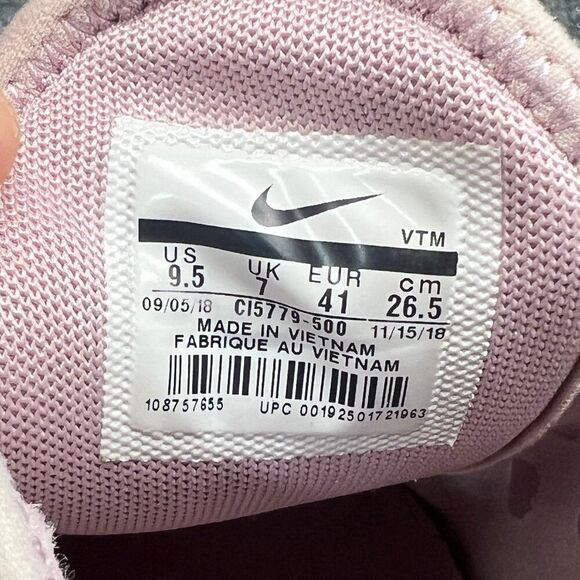 VTM
US UK EUR cm
9.5 7 41 26.5
09/05/18 CI5779-500 11/15/18
MADE IN VIETNAM
FABRIQUE AU VIETNAM
108757655 UPC 00192501721963